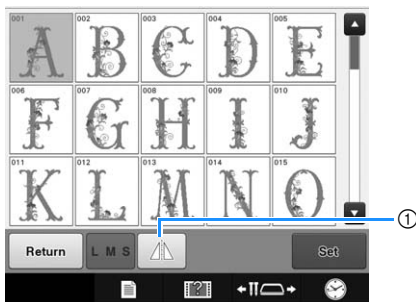 001 002 003 004 005
A B C D E
006 007 008 009 010
F G H I J
011 012 013 014 015
K L M N O
①
Return L M S Set
?